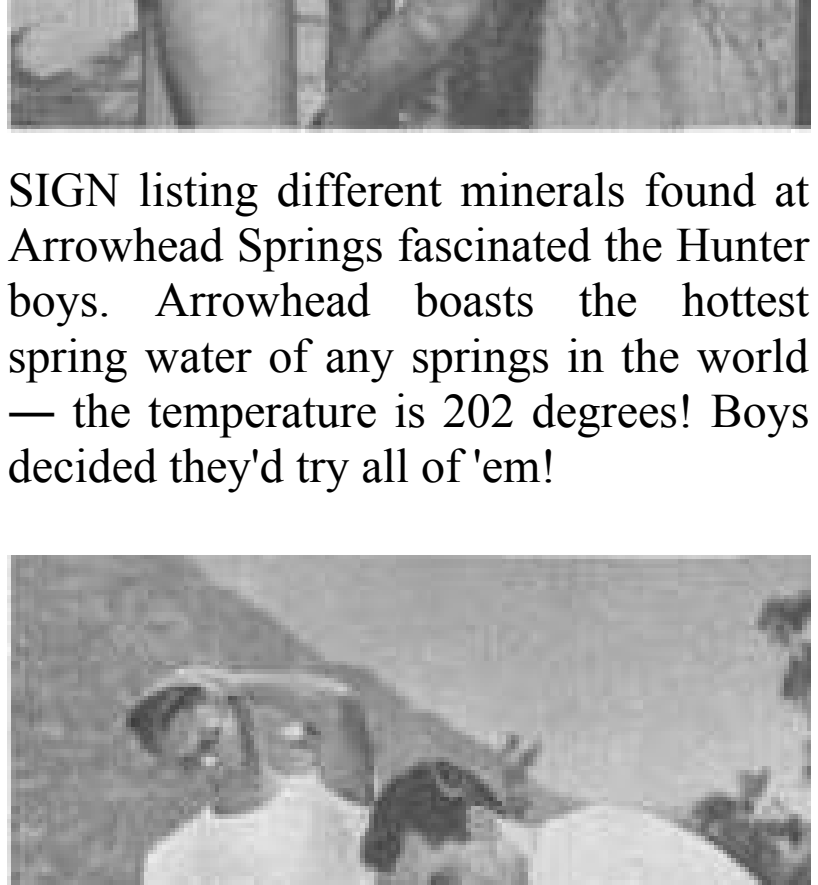 SIGN listing different minerals found at
Arrowhead Springs fascinated the Hunter
boys. Arrowhead boasts the hottest
spring water of any springs in the world
— the temperature is 202 degrees! Boys
decided they'd try all of 'em!